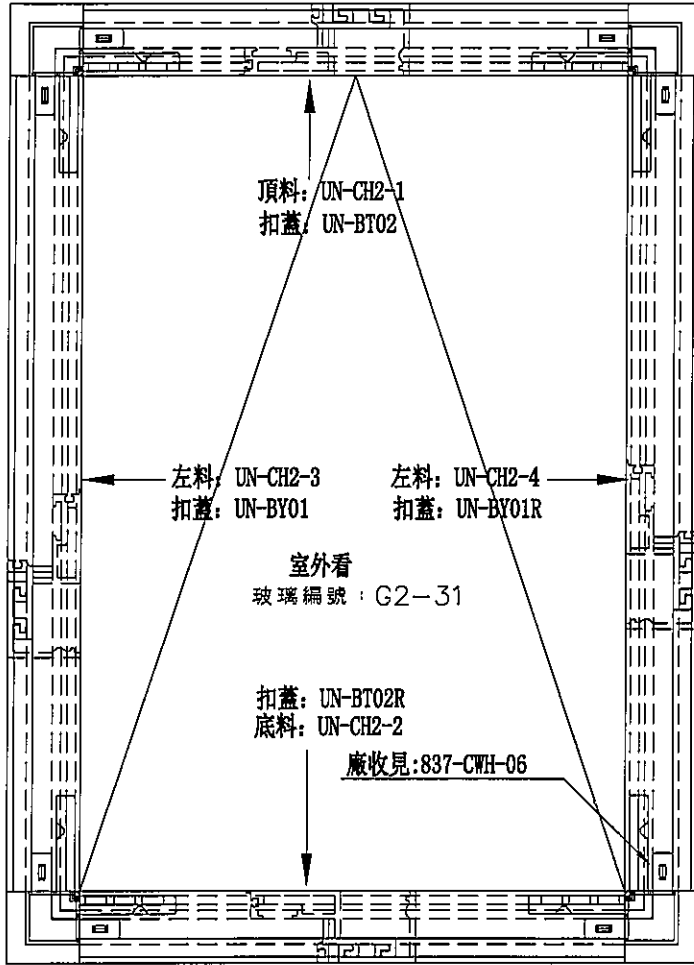 頂料: UN-CH2-1
扣蓋: UN-BT02
左料: UN-CH2-3
扣蓋: UN-BY01
左料: UN-CH2-4
扣蓋: UN-BY01R
室外看
玻璃編號：G2-31
扣蓋: UN-BT02R
底料: UN-CH2-2
廠收見:837-CWH-06